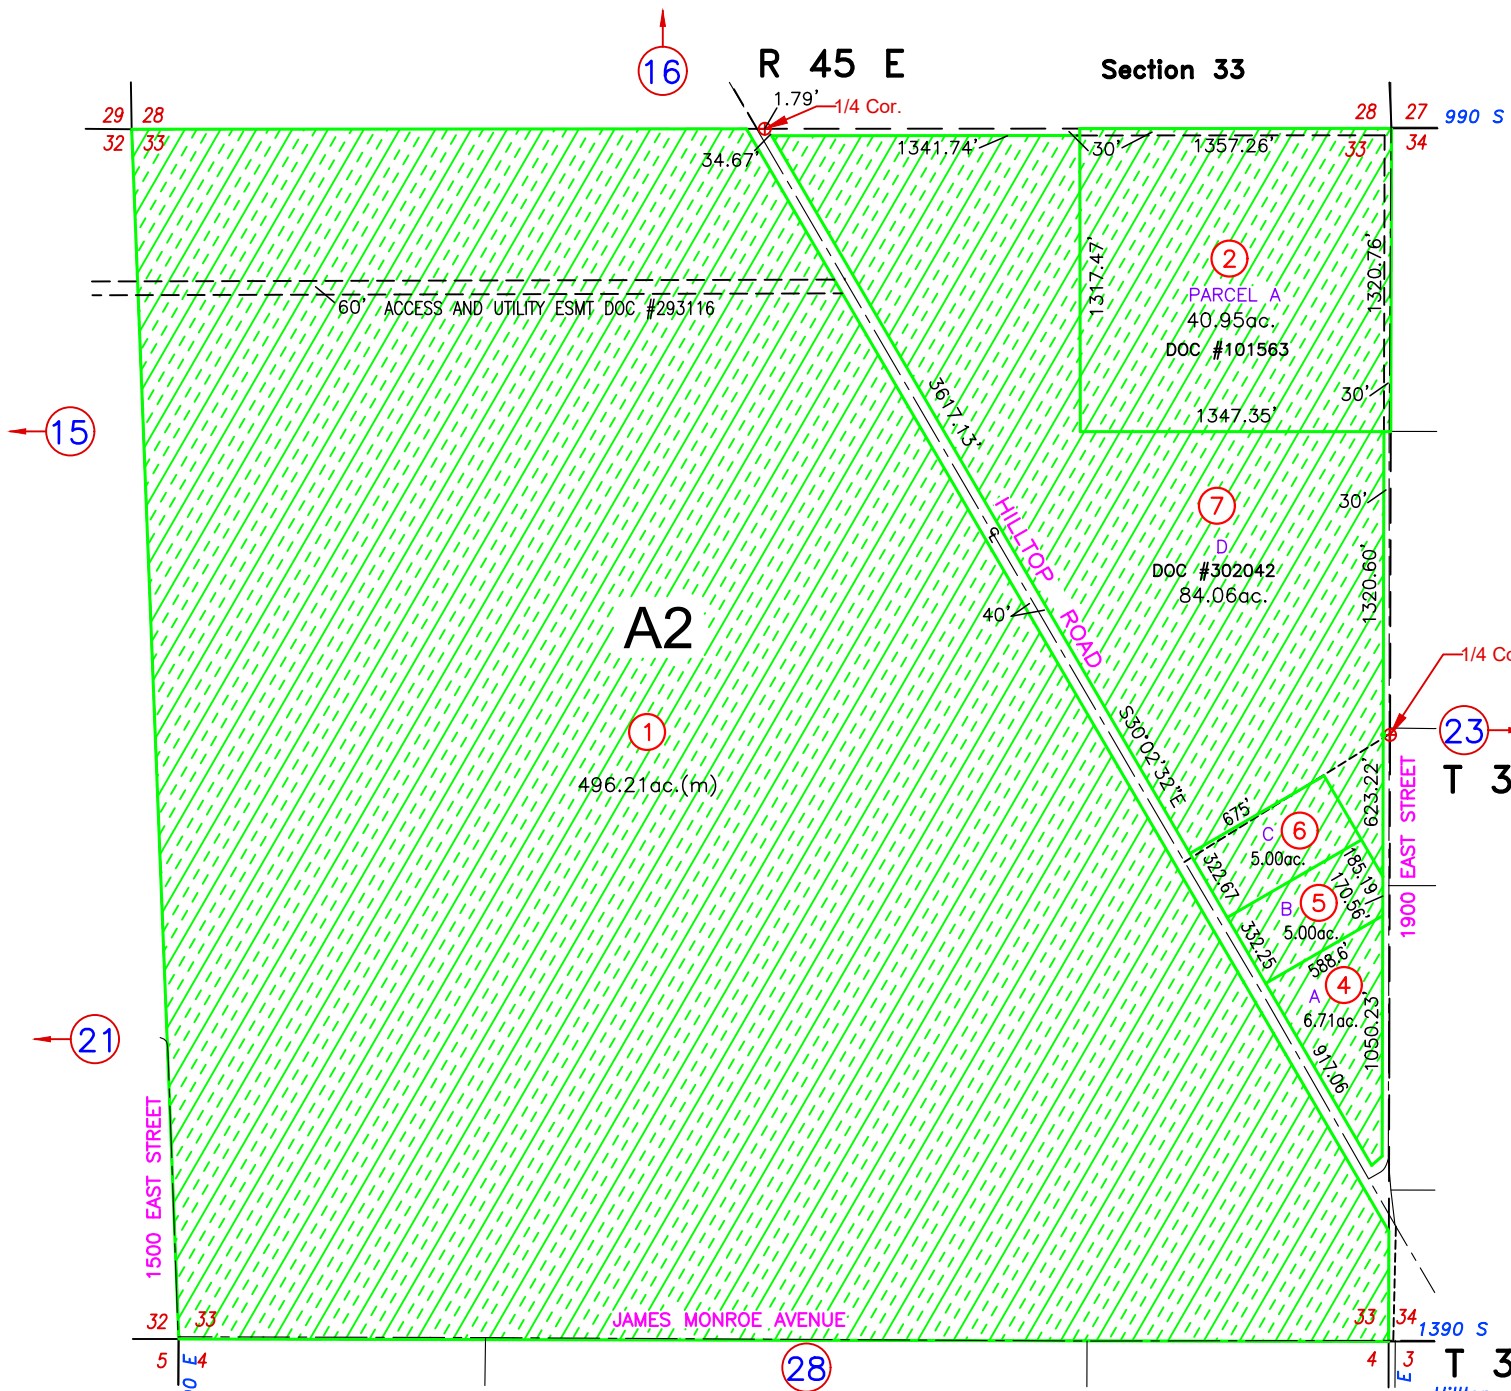 16
R 45 E
Section 33
1.79'
1/4 Cor.
29 28
28 27
990 S
32 33
33 34
34.67'
1341.74'
30'
1357.26'
1317.47'
1320.76'
2
PARCEL A
40.95ac.
DOC #101563
60' ACCESS AND UTILITY ESMT DOC #293116
30'
1347.35'
3617.13'
15
30'
7
D
DOC #302042
84.06ac.
1320.60'
HILLTOP ROAD
40'
A2
1/4 Co
23
T 3
1
496.21ac.(m)
S30°02'32"E
623.22'
1900 EAST STREET
675'
C 6
5.00ac.
322.67
185.19
170.56'
B 5
5.00ac.
332.25
588.6'
A 4
6.71ac.
1050.23'
917.06
21
1500 EAST STREET
JAMES MONROE AVENUE
32 33
33 34
1390 S
5 4
4 3
28
T 3
E
E